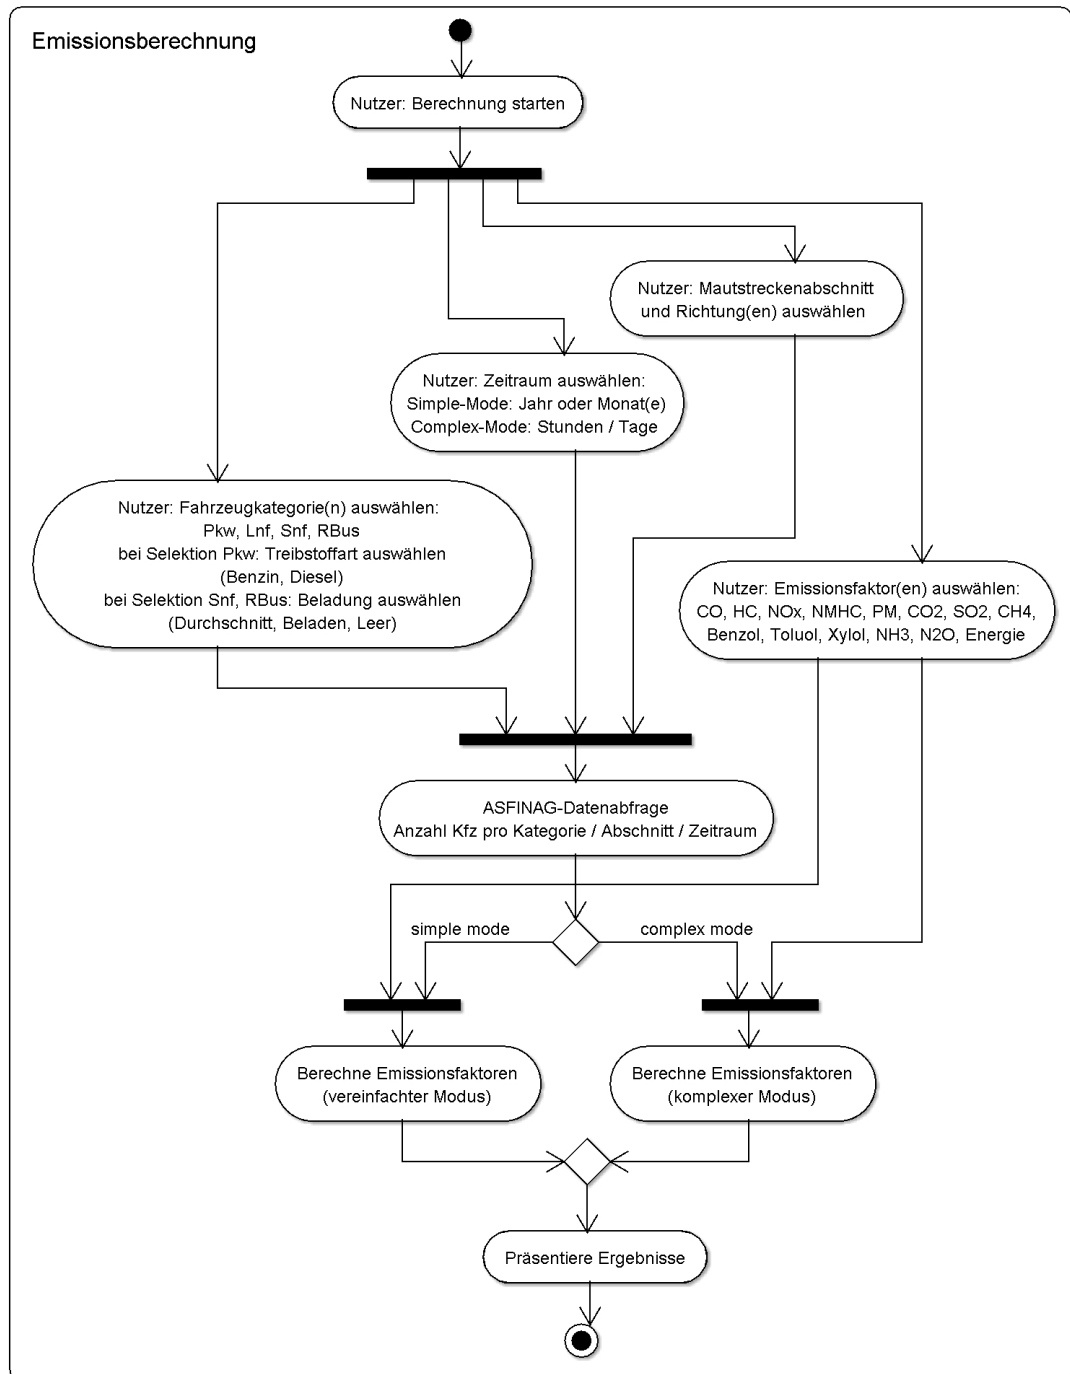 Emissionsberechnung
Nutzer: Berechnung starten
Nutzer: Mautstreckenabschnitt
und Richtung(en) auswählen
Nutzer: Zeitraum auswählen:
Simple-Mode: Jahr oder Monat(e)
Complex-Mode: Stunden / Tage
Nutzer: Fahrzeugkategorie(n) auswählen:
Pkw, Lnf, Snf, RBus
bei Selektion Pkw: Treibstoffart auswählen
(Benzin, Diesel)
bei Selektion Snf, RBus: Beladung auswählen
(Durchschnitt, Beladen, Leer)
Nutzer: Emissionsfaktor(en) auswählen:
CO, HC, NOx, NMHC, PM, CO2, SO2, CH4,
Benzol, Toluol, Xylol, NH3, N2O, Energie
ASFINAG-Datenabfrage
Anzahl Kfz pro Kategorie / Abschnitt / Zeitraum
simple mode
complex mode
Berechne Emissionsfaktoren
(vereinfachter Modus)
Berechne Emissionsfaktoren
(komplexer Modus)
Präsentiere Ergebnisse